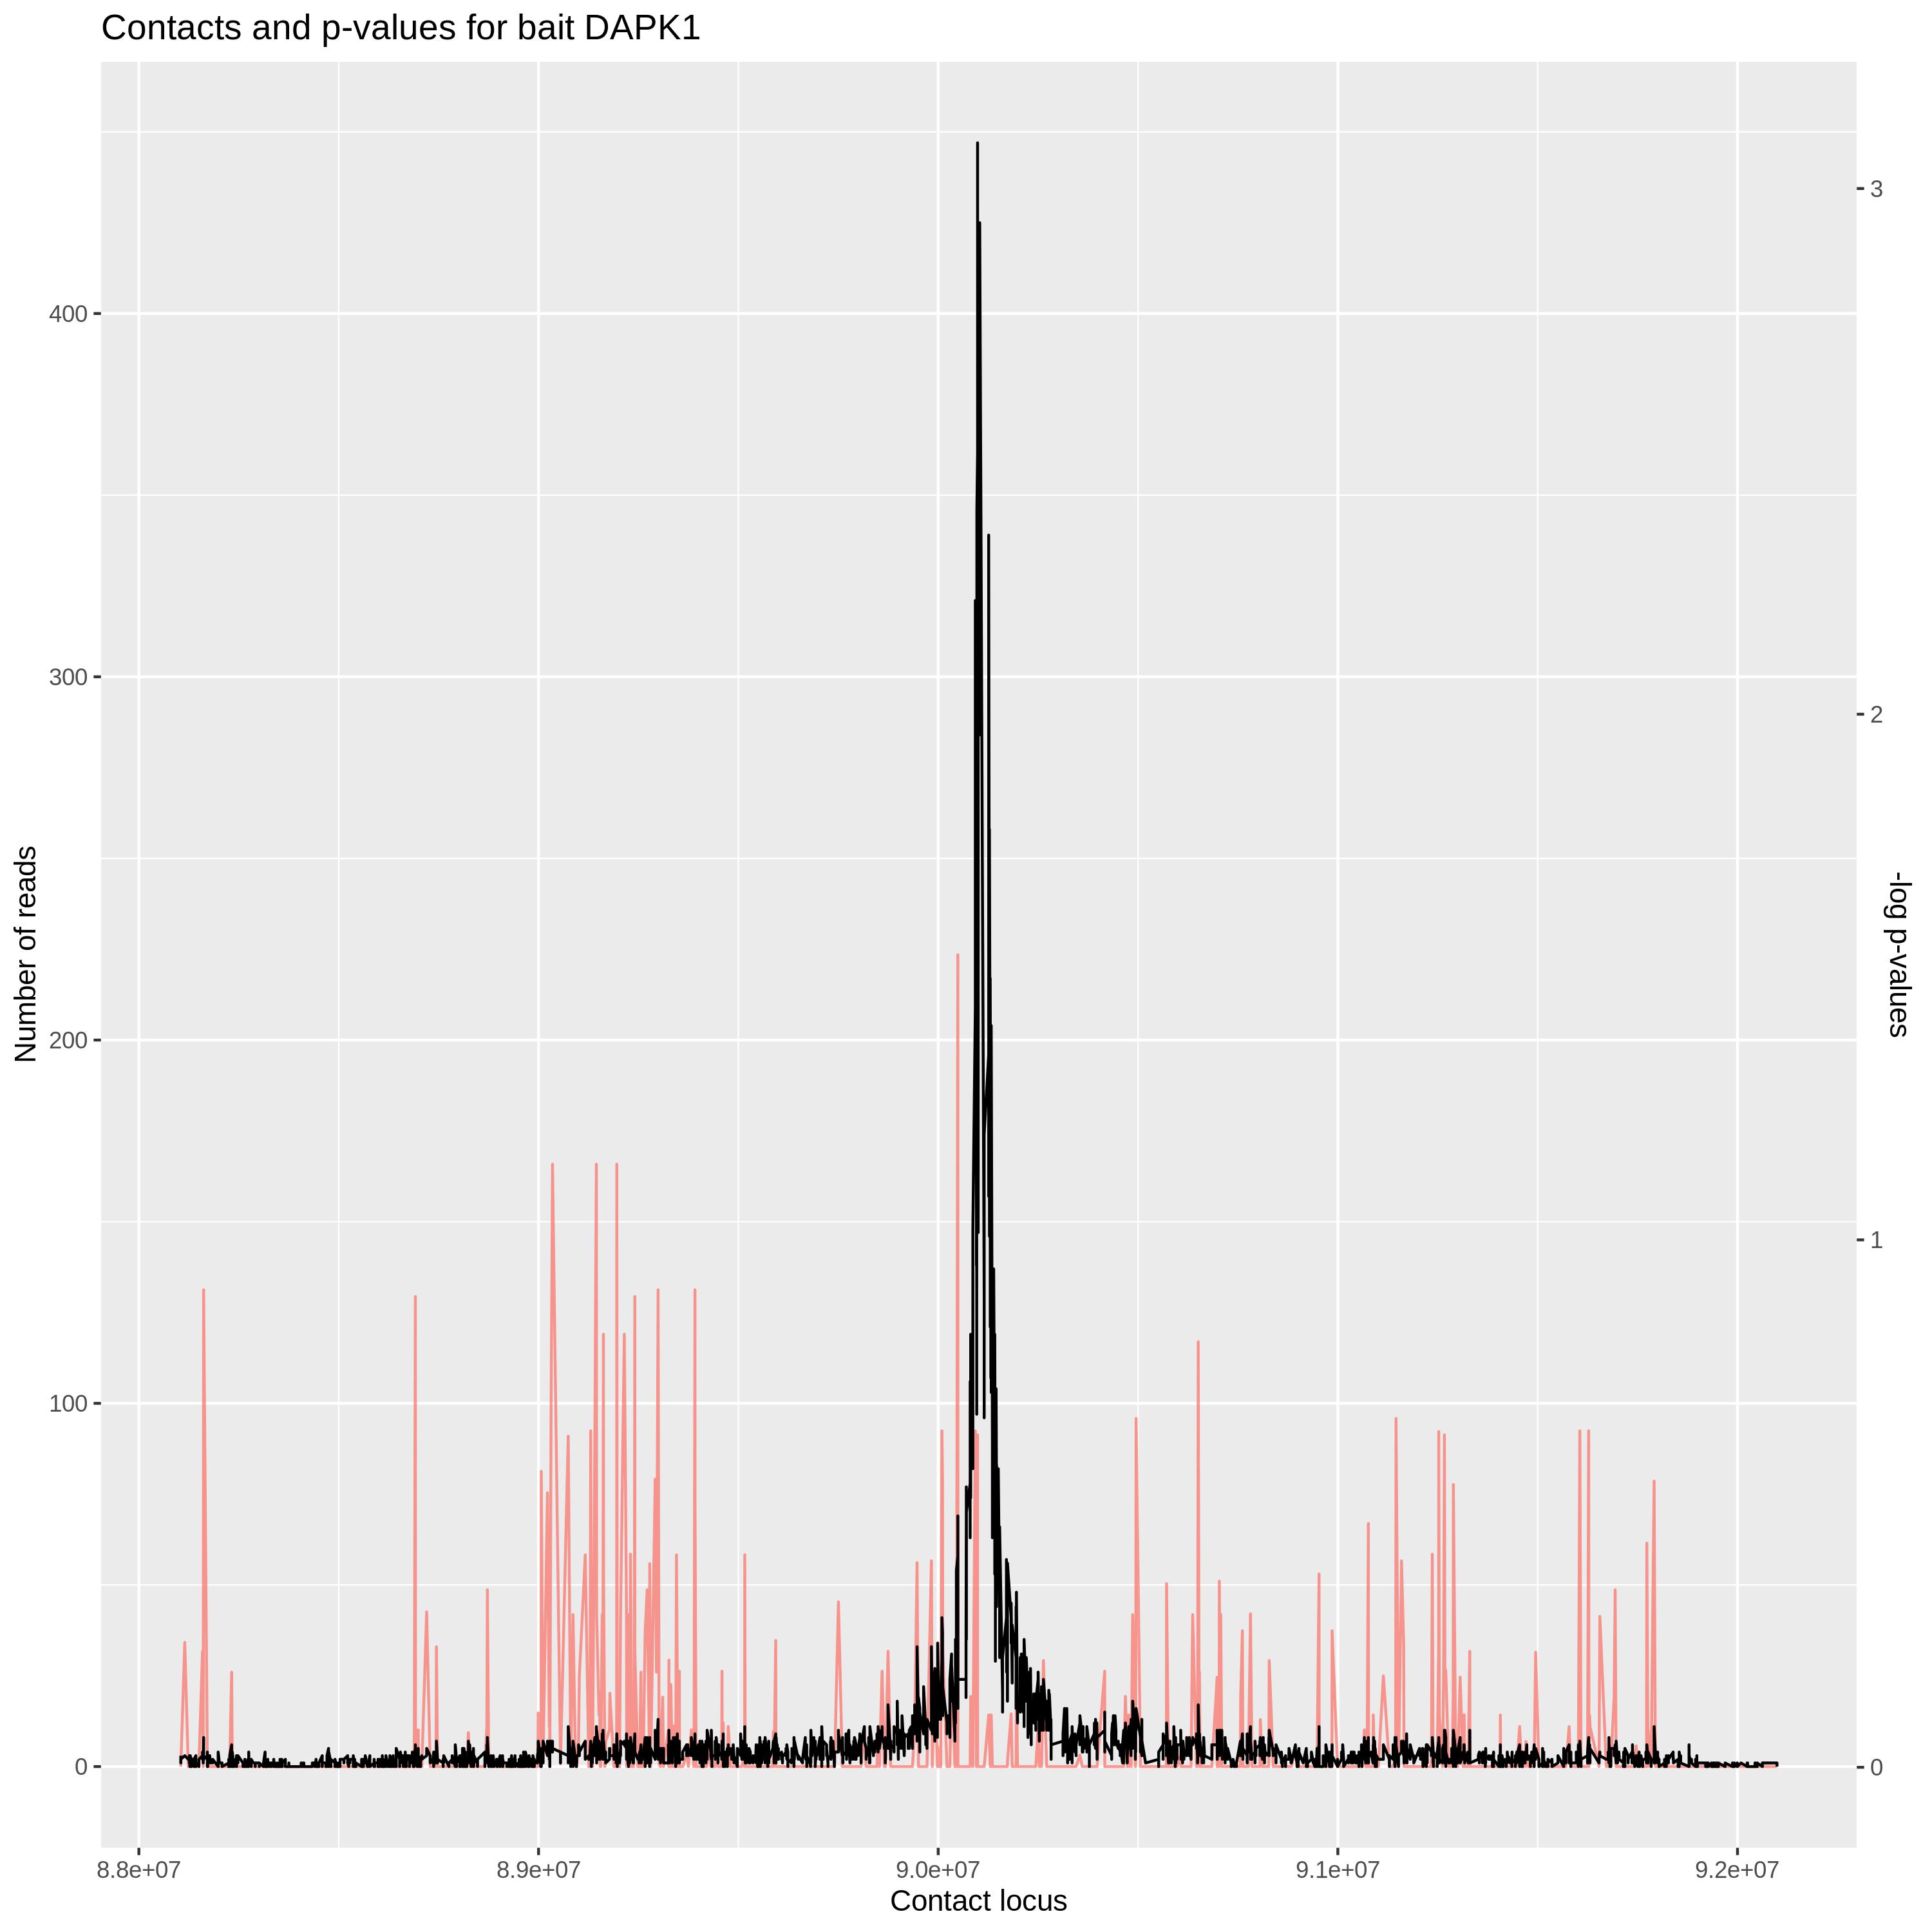 Contacts and p-values for bait DAPK1
Number of reads
400
300
200
100
0
3
2
1
0
-log p-values
8.8e+07
8.9e+07
9.0e+07
9.1e+07
9.2e+07
Contact locus